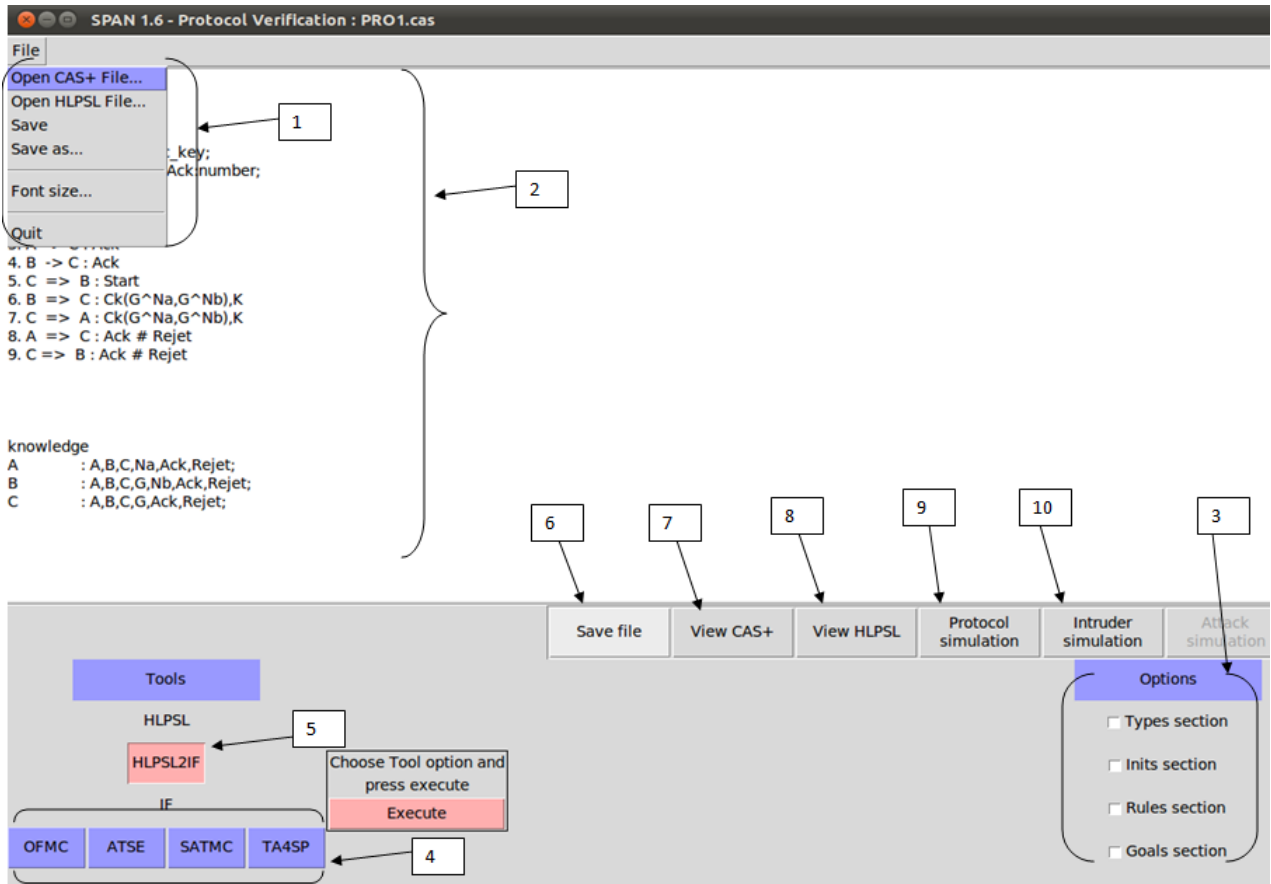 SPAN 1.6 - Protocol Verification : PRO1.cas
File
Open CAS+ File...
Open HLPSL File...
Save
Save as...
Font size...
Quit
_key;
Ack:number;
1
2
4. B -> C : Ack
5. C => B : Start
6. B => C : Ck(G^Na,G^Nb),K
7. C => A : Ck(G^Na,G^Nb),K
8. A => C : Ack # Rejet
9. C => B : Ack # Rejet
knowledge
A : A,B,C,Na,Ack,Rejet;
B : A,B,C,G,Nb,Ack,Rejet;
C : A,B,C,G,Ack,Rejet;
6
7
8
9
10
3
Save file
View CAS+
View HLPSL
Protocol simulation
Intruder simulation
Attack simulation
Tools
HLPSL
HLPSL2IF
5
IF
OFMC
ATSE
SATMC
TA4SP
4
Choose Tool option and
press execute
Execute
Options
Types section
Inits section
Rules section
Goals section